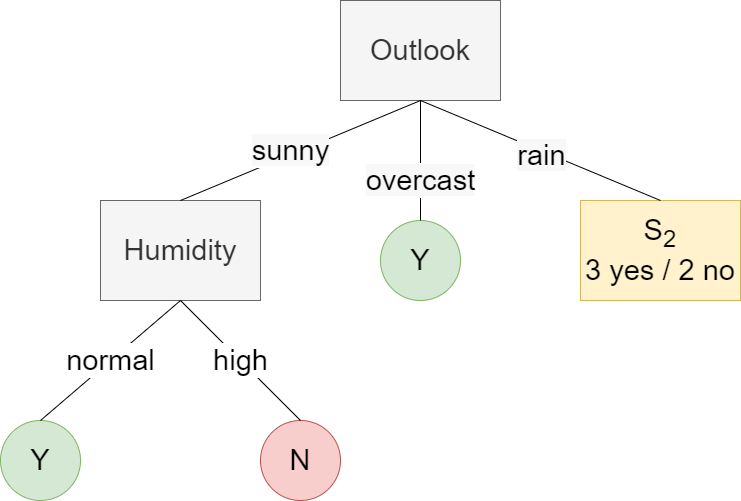 Outlook
sunny
overcast
rain
Humidity
Y
S₂
3 yes / 2 no
normal
high
Y
N